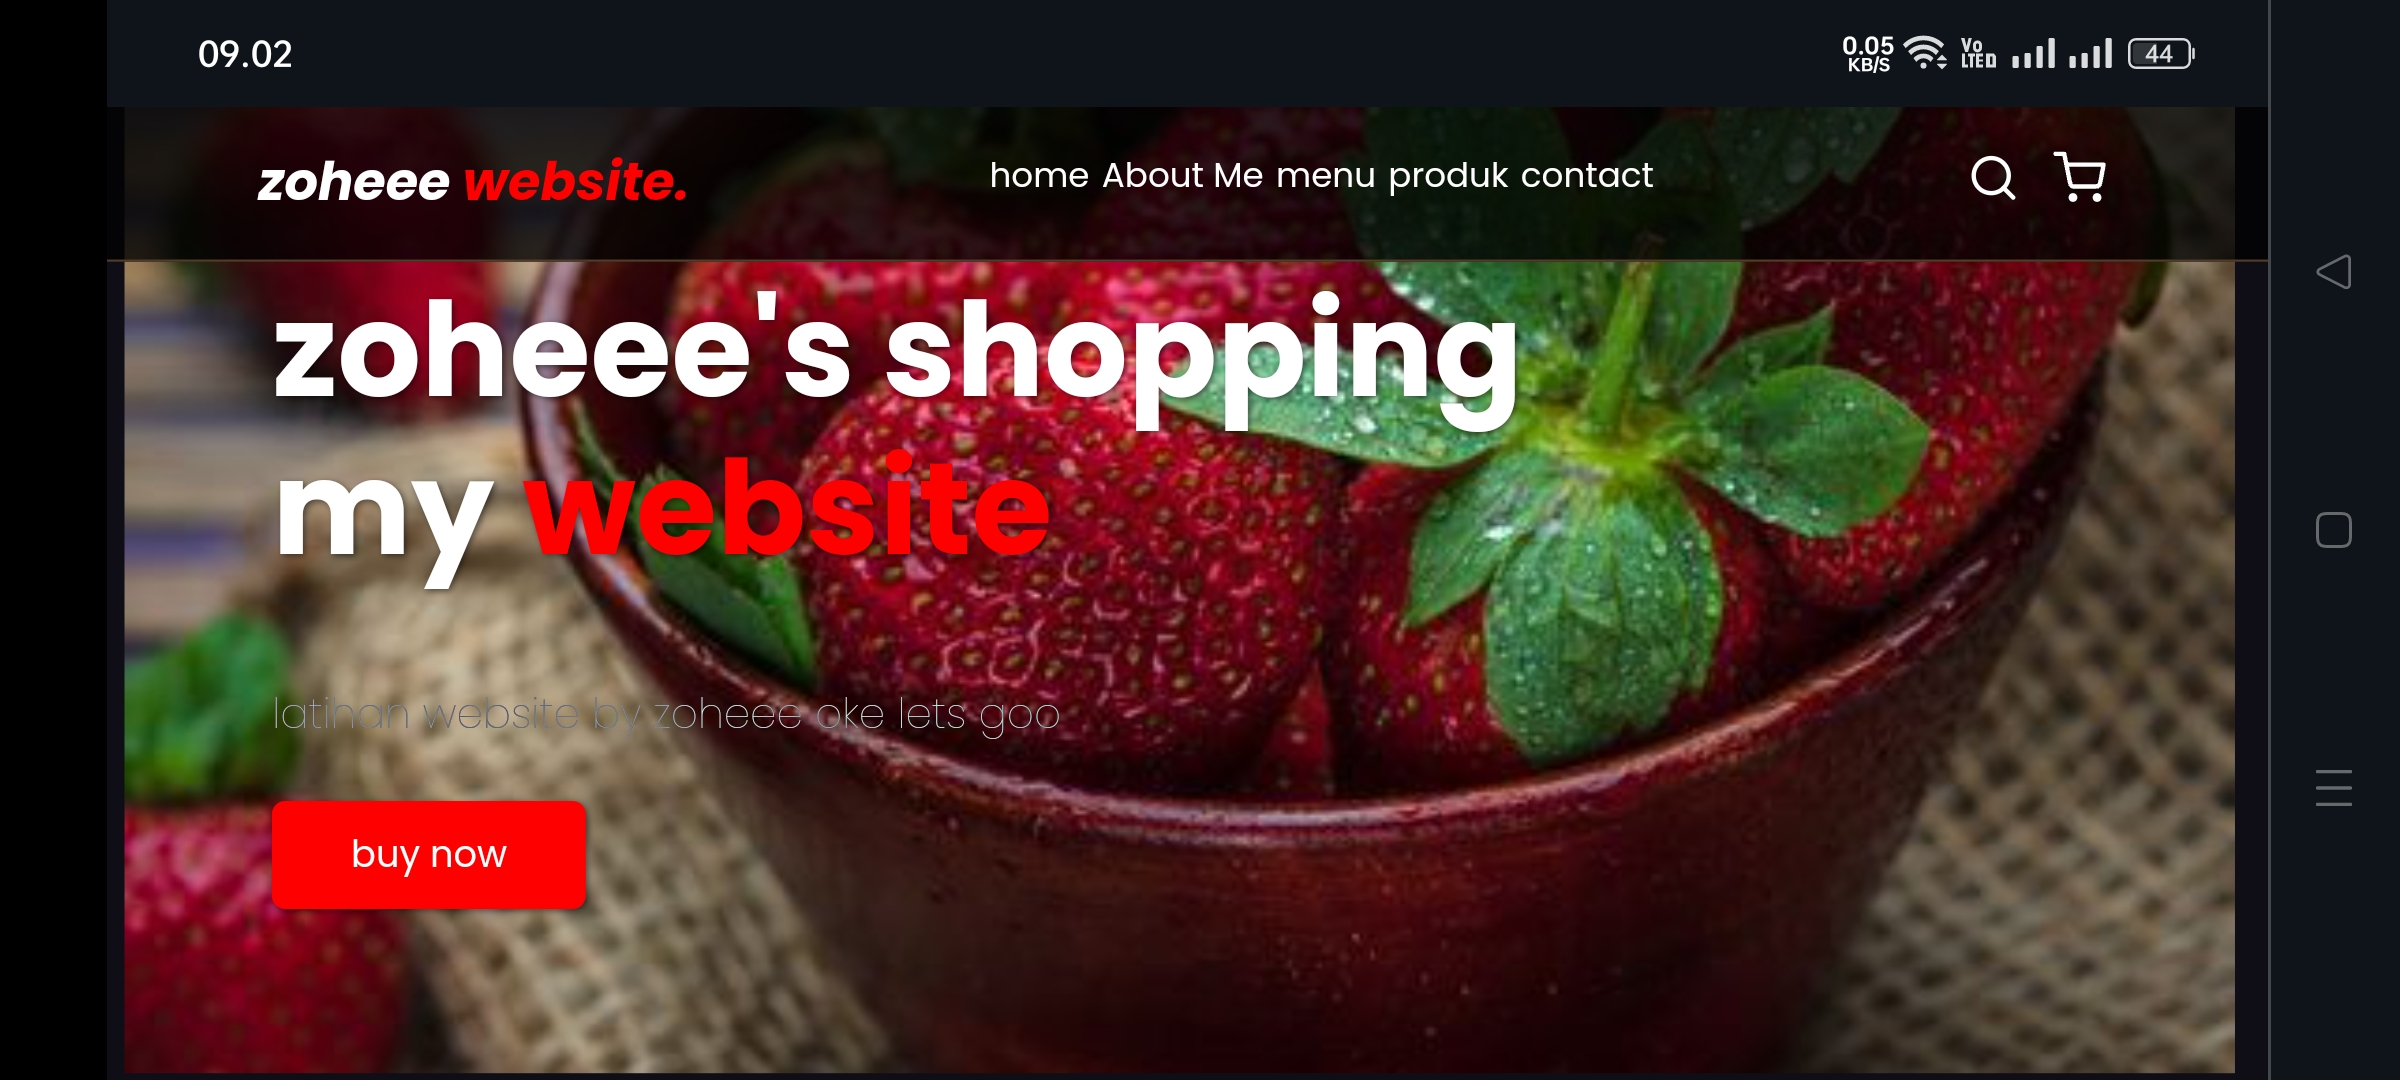 09.02
0.05 KB/S Vo LTED 44
zoheee website.
home About Me menu produk contact
zoheee's shopping
my website
latihan website by zoheee oke lets goo
buy now